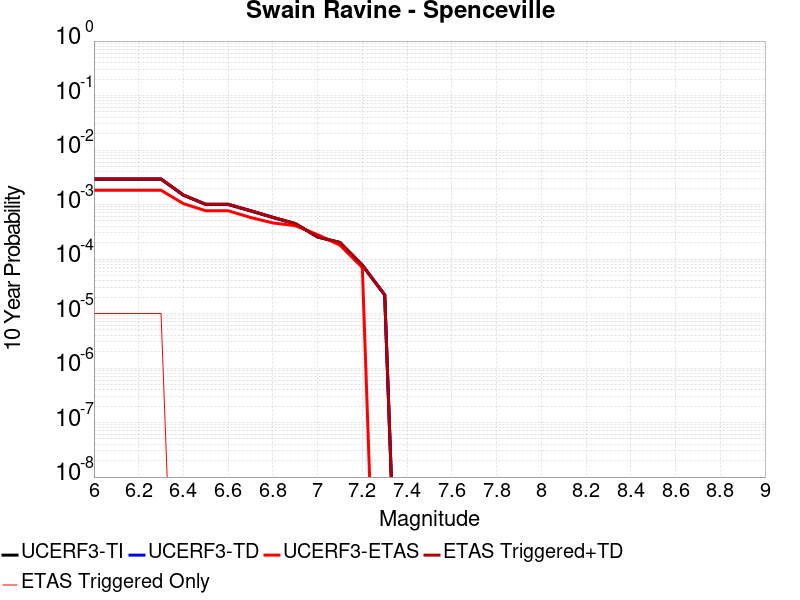 Swain Ravine - Spenceville
10^0
10^-1
10^-2
10^-3
10^-4
10^-5
10^-6
10^-7
10^-8
10 Year Probability
6 6.2 6.4 6.6 6.8 7 7.2 7.4 7.6 7.8 8 8.2 8.4 8.6 8.8 9
Magnitude
UCERF3-TI UCERF3-TD UCERF3-ETAS ETAS Triggered+TD
ETAS Triggered Only